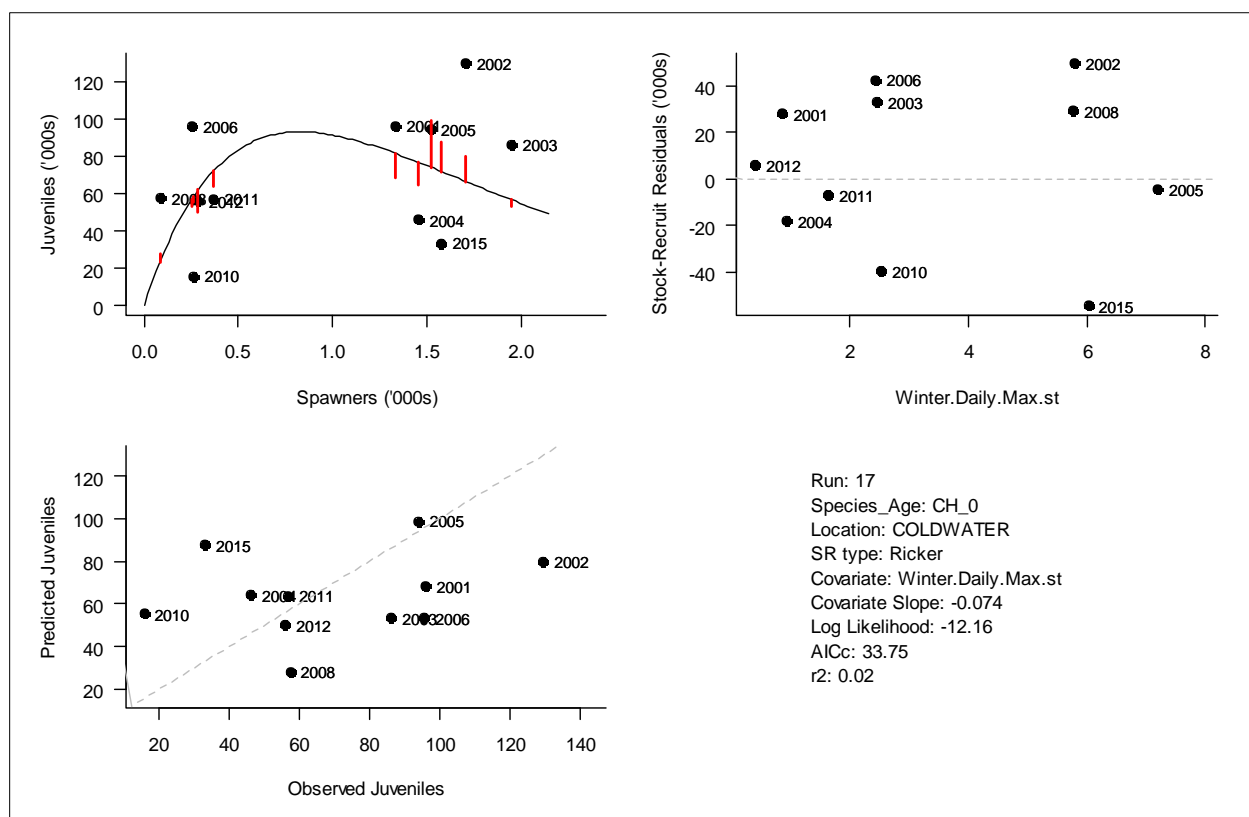 Juveniles ('000s)
120
100
80
60
40
20
0
2002
2006
2001
2005
2003
2008
2012
2011
2004
2015
2010
0.0 0.5 1.0 1.5 2.0
Spawners ('000s)
Stock-Recruit Residuals ('000s)
40
20
0
-20
-40
2002
2006
2003
2008
2001
2012
2005
2011
2004
2010
2015
2 4 6 8
Winter.Daily.Max.st
Predicted Juveniles
120
100
80
60
40
20
2005
2015
2002
2001
2004
2011
2010
2003
2006
2012
2008
20 40 60 80 100 120 140
Observed Juveniles
Run: 17
Species_Age: CH_0
Location: COLDWATER
SR type: Ricker
Covariate: Winter.Daily.Max.st
Covariate Slope: -0.074
Log Likelihood: -12.16
AICc: 33.75
r2: 0.02